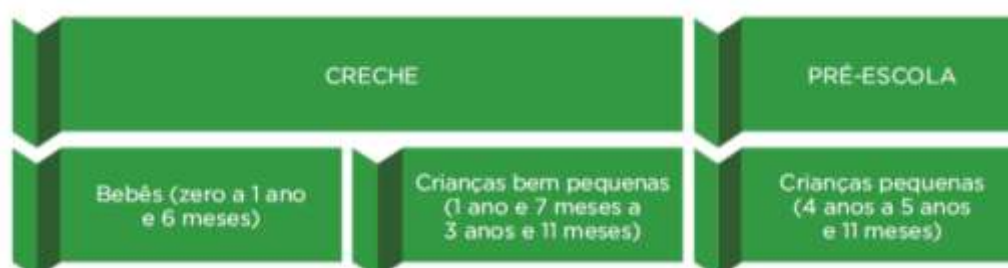 CRECHE
PRÉ-ESCOLA
Bebês (zero a 1 ano
e 6 meses)
Crianças bem pequenas
(1 ano e 7 meses a
3 anos e 11 meses)
Crianças pequenas
(4 anos a 5 anos
e 11 meses)